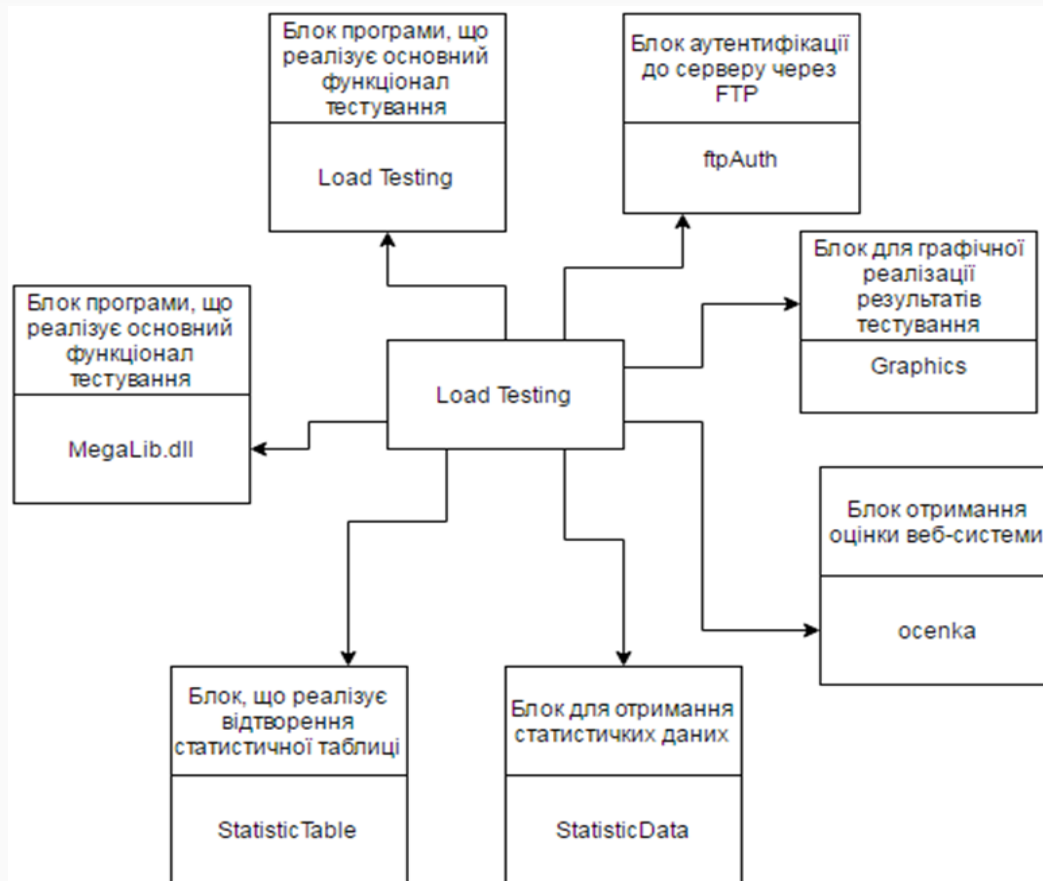 Блок програми, що
реалізує основний
функціонал
тестування
Load Testing
Блок аутентифікації
до серверу через
FTP
ftpAuth
Блок для графічної
реалізації
результатів
тестування
Graphics
Блок програми, що
реалізує основний
функціонал
тестування
MegaLib.dll
Load Testing
Блок отримання
оцінки веб-системи
ocenka
Блок, що реалізує
відтворення
статистичної таблиці
StatisticTable
Блок для отримання
статистичких даних
StatisticData